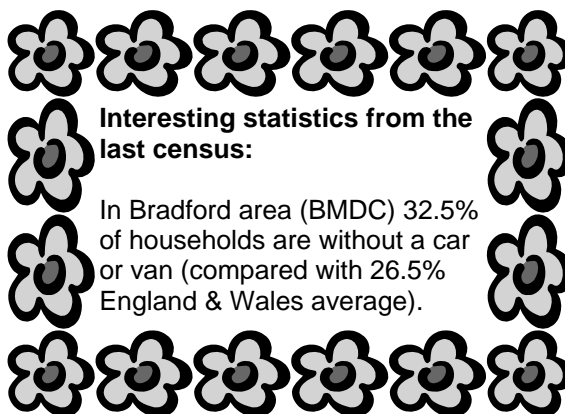 Interesting statistics from the
last census:
In Bradford area (BMDC) 32.5%
of households are without a car
or van (compared with 26.5%
England & Wales average).